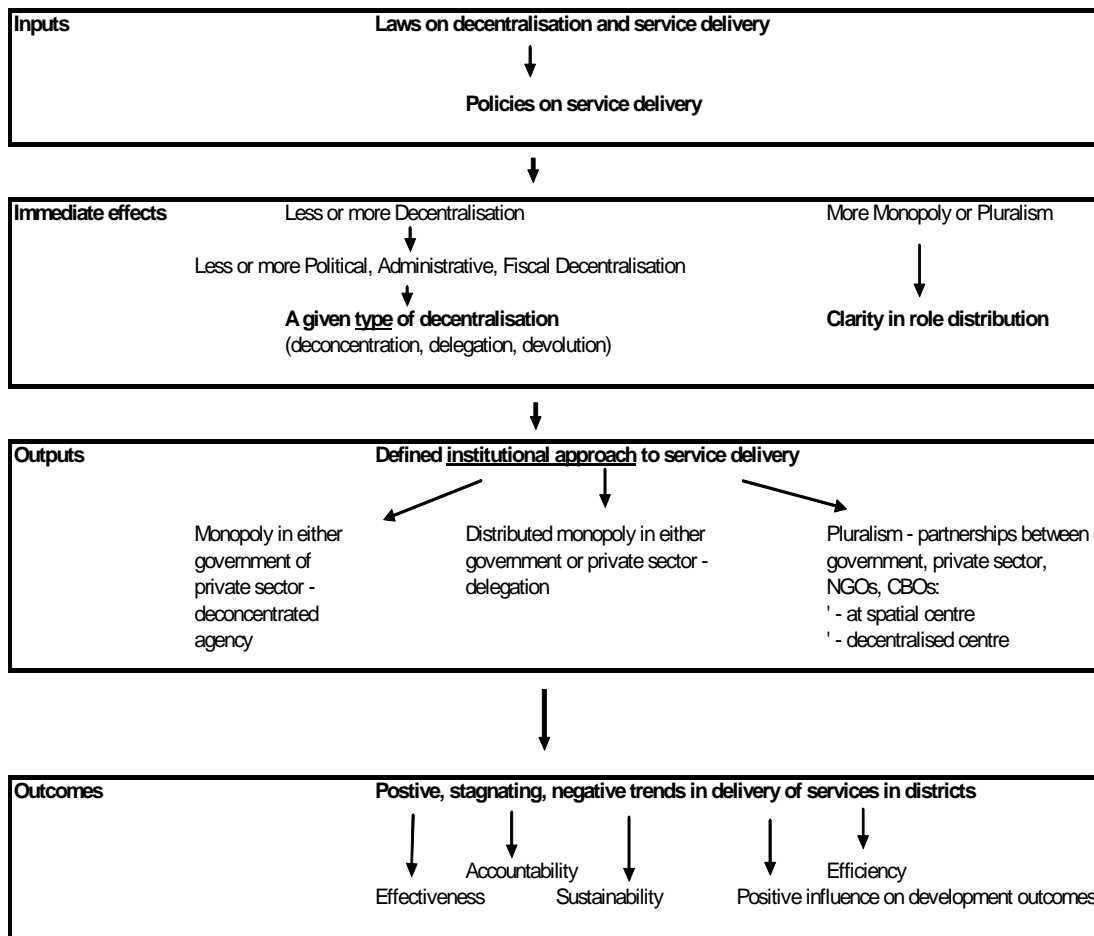 Inputs
Laws on decentralisation and service delivery
Policies on service delivery
Immediate effects
Less or more Decentralisation
More Monopoly or Pluralism
Less or more Political, Administrative, Fiscal Decentralisation
A given type of decentralisation
(deconcentration, delegation, devolution)
Clarity in role distribution
Outputs
Defined institutional approach to service delivery
Monopoly in either
government of
private sector -
deconcentrated
agency
Distributed monopoly in either
government or private sector -
delegation
Pluralism - partnerships between
government, private sector,
NGOs, CBOs:
' - at spatial centre
' - decentralised centre
Outcomes
Postive, stagnating, negative trends in delivery of services in districts
Accountability
Efficiency
Effectiveness
Sustainability
Positive influence on development outcomes